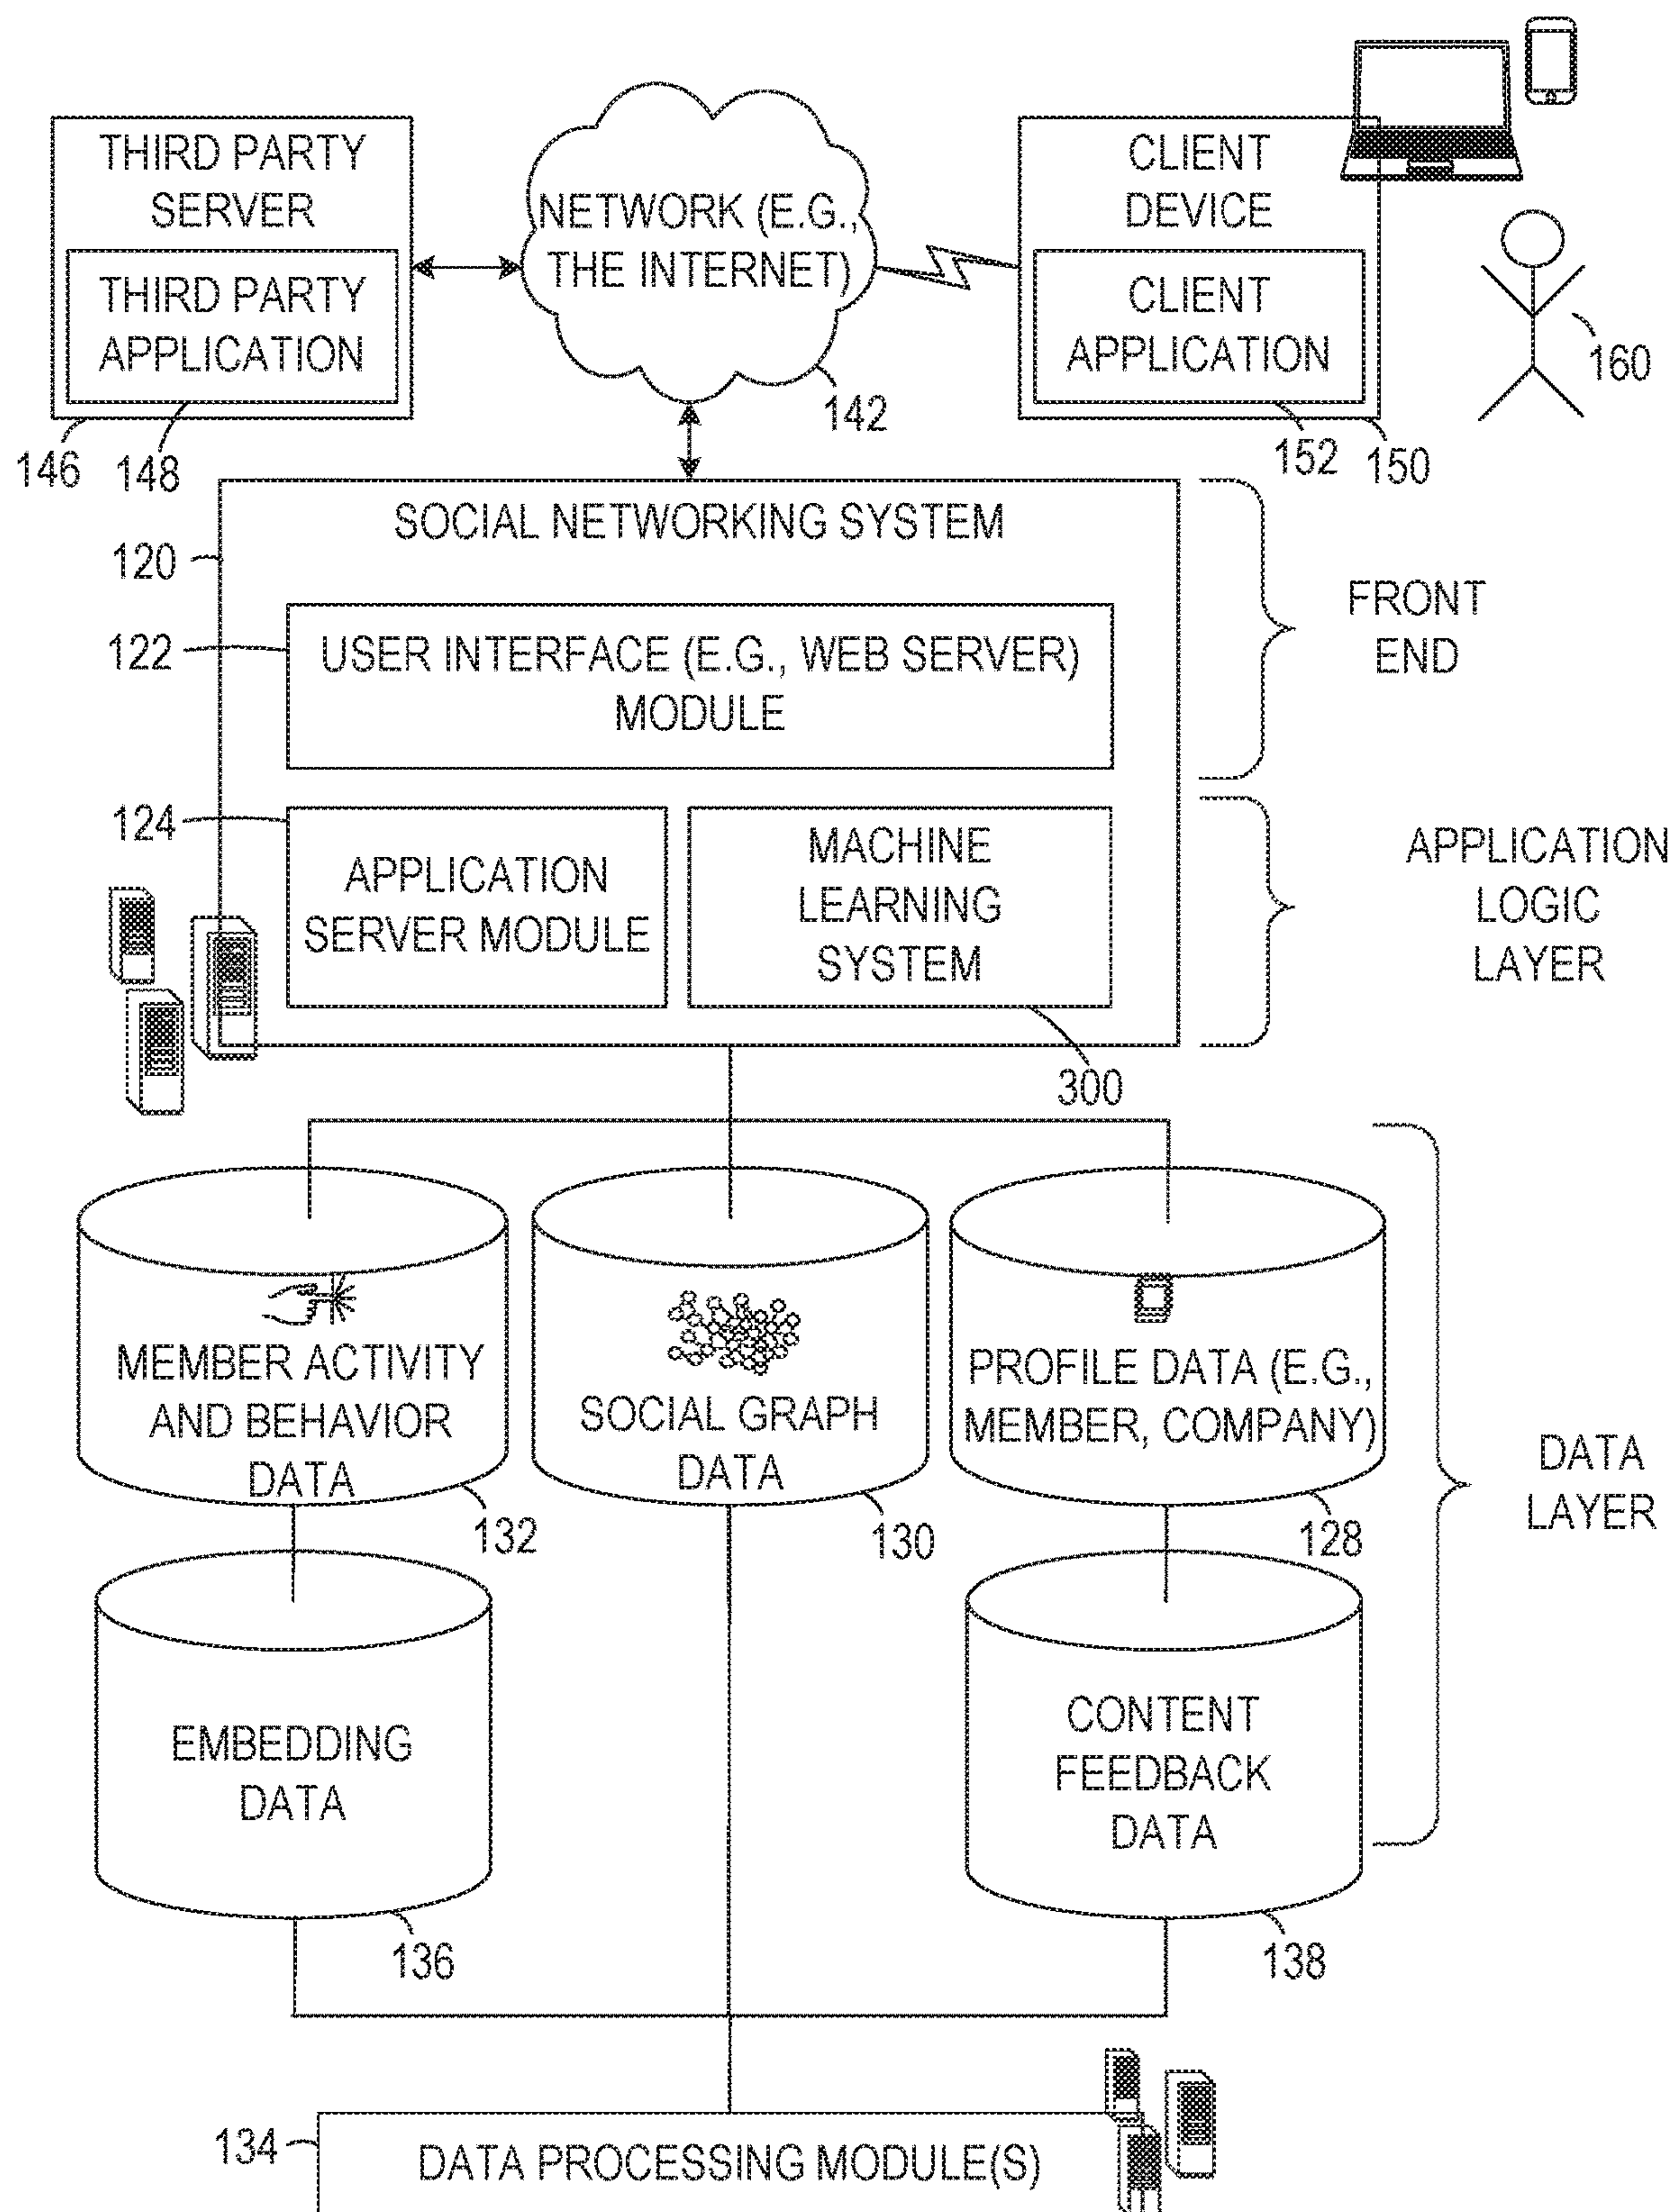 THIRD PARTY
SERVER
THIRD PARTY
APPLICATION
146
148
NETWORK (E.G.,
THE INTERNET)
142
CLIENT
DEVICE
CLIENT
APPLICATION
152
150
160
SOCIAL NETWORKING SYSTEM
120
122
USER INTERFACE (E.G., WEB SERVER)
MODULE
FRONT
END
124
APPLICATION
SERVER MODULE
MACHINE
LEARNING
SYSTEM
300
APPLICATION
LOGIC
LAYER
MEMBER ACTIVITY
AND BEHAVIOR
DATA
132
SOCIAL GRAPH
DATA
130
PROFILE DATA (E.G.,
MEMBER, COMPANY)
128
DATA
LAYER
EMBEDDING
DATA
136
CONTENT
FEEDBACK
DATA
138
134
DATA PROCESSING MODULE(S)